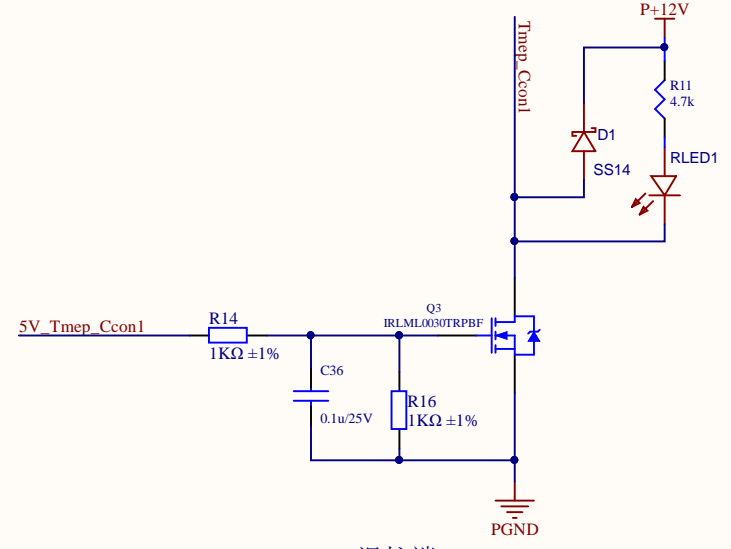 P+12V
Tmep_Ccon1
R11
4.7k
D1
SS14
RLED1
Q3
IRLML0030TRPBF
5V_Tmep_Ccon1
R14
1KΩ ±1%
C36
0.1u/25V
R16
1KΩ ±1%
PGND